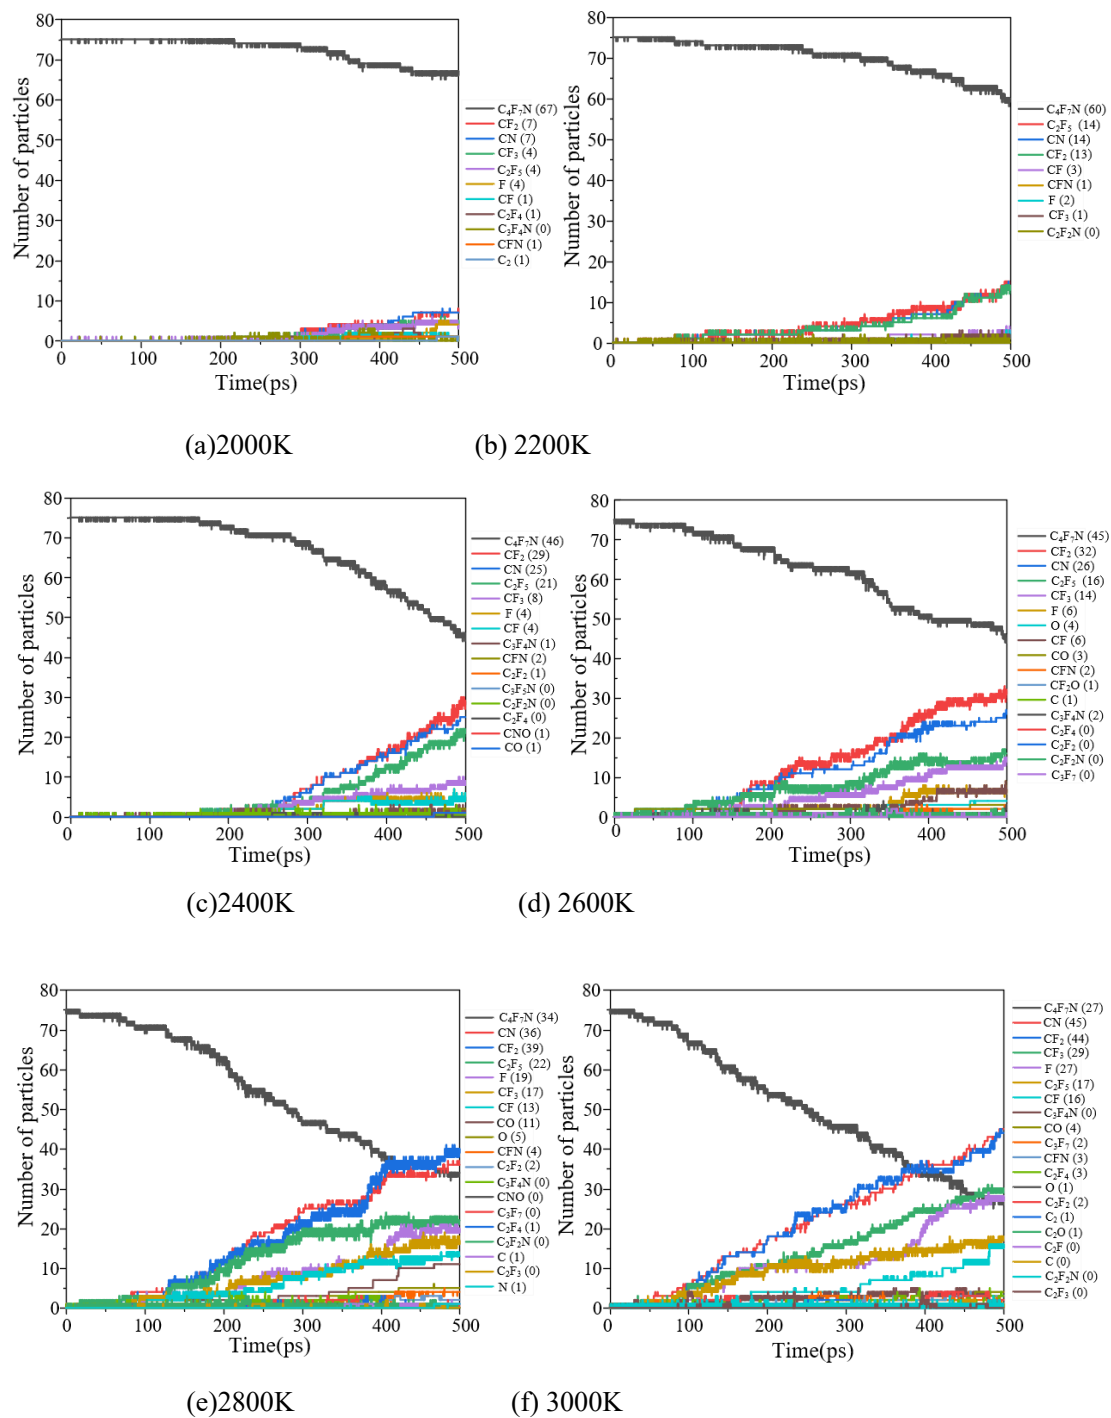 Number of particles
80
70
60
50
40
30
20
10
0
0 100 200 300 400 500
Time(ps)
C₄F₇N (67)
CF₂ (7)
CN (7)
CF₃ (4)
C₂F₅ (4)
F (4)
CF (1)
C₂F₄ (1)
C₃F₄N (0)
CFN (1)
C₂ (1)
Number of particles
80
70
60
50
40
30
20
10
0
0 100 200 300 400 500
Time(ps)
C₄F₇N (60)
C₂F₅ (14)
CN (14)
CF₂ (13)
CF (3)
CFN (1)
F (2)
CF₃ (1)
C₂F₂N (0)
(a)2000K
(b) 2200K
Number of particles
80
70
60
50
40
30
20
10
0
0 100 200 300 400 500
Time(ps)
C₄F₇N (46)
CF₂ (29)
CN (25)
C₂F₅ (21)
CF₃ (8)
F (4)
CF (4)
C₃F₄N (1)
CFN (2)
C₂F₂ (1)
C₃F₅N (0)
C₂F₂N (0)
C₂F₄ (0)
CNO (1)
CO (1)
Number of particles
80
70
60
50
40
30
20
10
0
0 100 200 300 400 500
Time(ps)
C₄F₇N (45)
CF₂ (32)
CN (26)
C₂F₅ (16)
CF₃ (14)
F (6)
O (4)
CF (6)
CO (3)
CFN (2)
CF₂O (1)
C (1)
C₃F₄N (2)
C₂F₄ (0)
C₂F₂ (0)
C₂F₂N (0)
C₃F₇ (0)
(c)2400K
(d) 2600K
Number of particles
80
70
60
50
40
30
20
10
0
0 100 200 300 400 500
Time(ps)
C₄F₇N (34)
CN (36)
CF₂ (39)
C₂F₅ (22)
F (19)
CF₃ (17)
CF (13)
CO (11)
O (5)
CFN (4)
C₂F₂ (2)
C₃F₄N (0)
CNO (0)
C₃F₇ (0)
C₂F₄ (1)
C₂F₂N (0)
C (1)
C₂F₃ (0)
N (1)
Number of particles
80
70
60
50
40
30
20
10
0
0 100 200 300 400 500
Time(ps)
C₄F₇N (27)
CN (45)
CF₂ (44)
CF₃ (29)
F (27)
C₂F₅ (17)
CF (16)
C₃F₄N (0)
CO (4)
C₃F₇ (2)
CFN (3)
C₂F₄ (3)
O (1)
C₂F₂ (2)
C₂ (1)
C₂O (1)
C₂F (0)
C (0)
C₂F₂N (0)
C₂F₃ (0)
(e)2800K
(f) 3000K